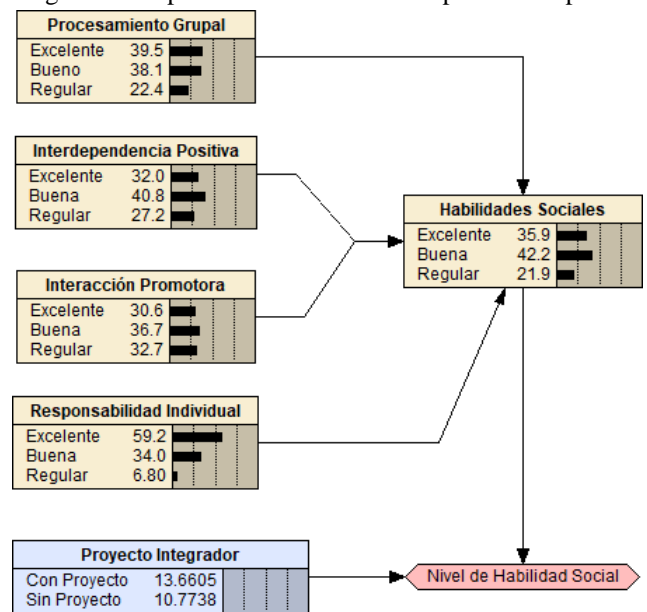 Procesamiento Grupal
Excelente 39.5
Bueno 38.1
Regular 22.4
Interdependencia Positiva
Excelente 32.0
Buena 40.8
Regular 27.2
Habilidades Sociales
Excelente 35.9
Buena 42.2
Regular 21.9
Interacción Promotora
Excelente 30.6
Buena 36.7
Regular 32.7
Responsabilidad Individual
Excelente 59.2
Buena 34.0
Regular 6.80
Proyecto Integrador
Con Proyecto 13.6605
Sin Proyecto 10.7738
Nivel de Habilidad Social